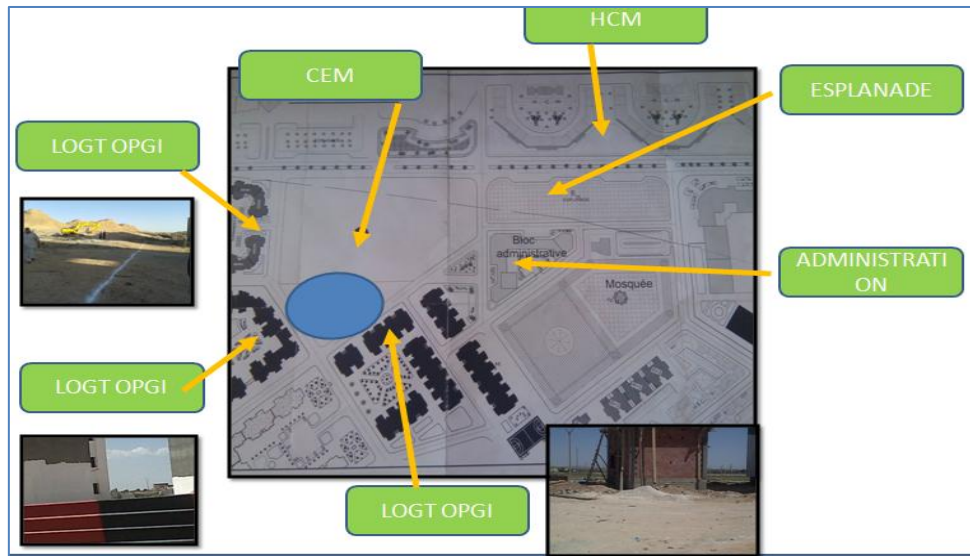 HCM
CEM
ESPLANADE
LOGT OPGI
Bloc
administrative
ADMINISTRATI
ON
Mosquée
LOGT OPGI
LOGT OPGI